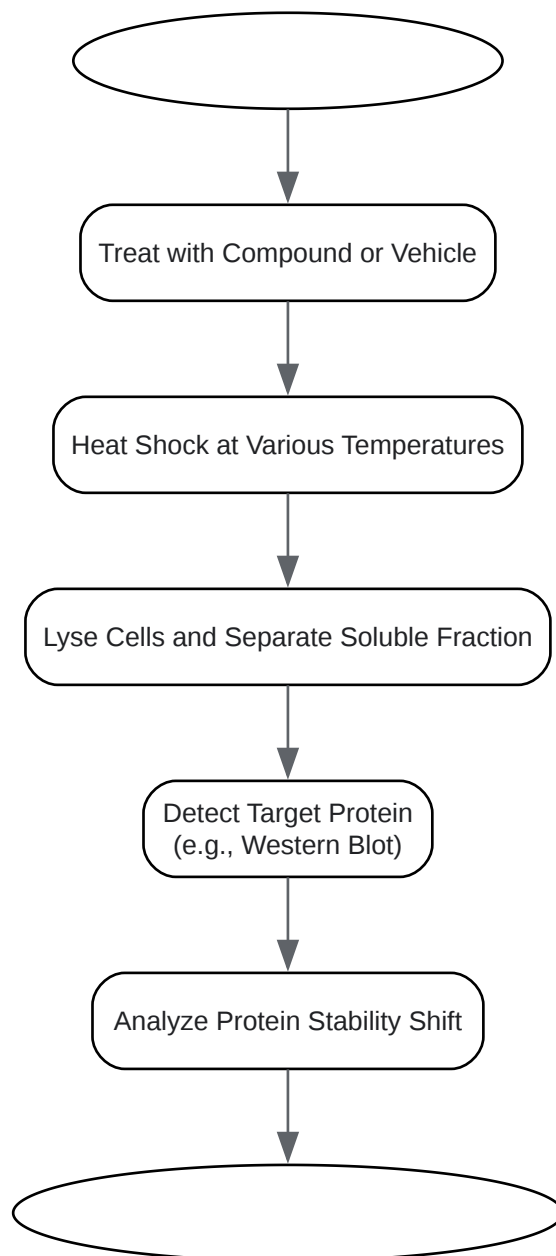 Treat with Compound or Vehicle
Heat Shock at Various Temperatures
Lyse Cells and Separate Soluble Fraction
Detect Target Protein
(e.g., Western Blot)
Analyze Protein Stability Shift